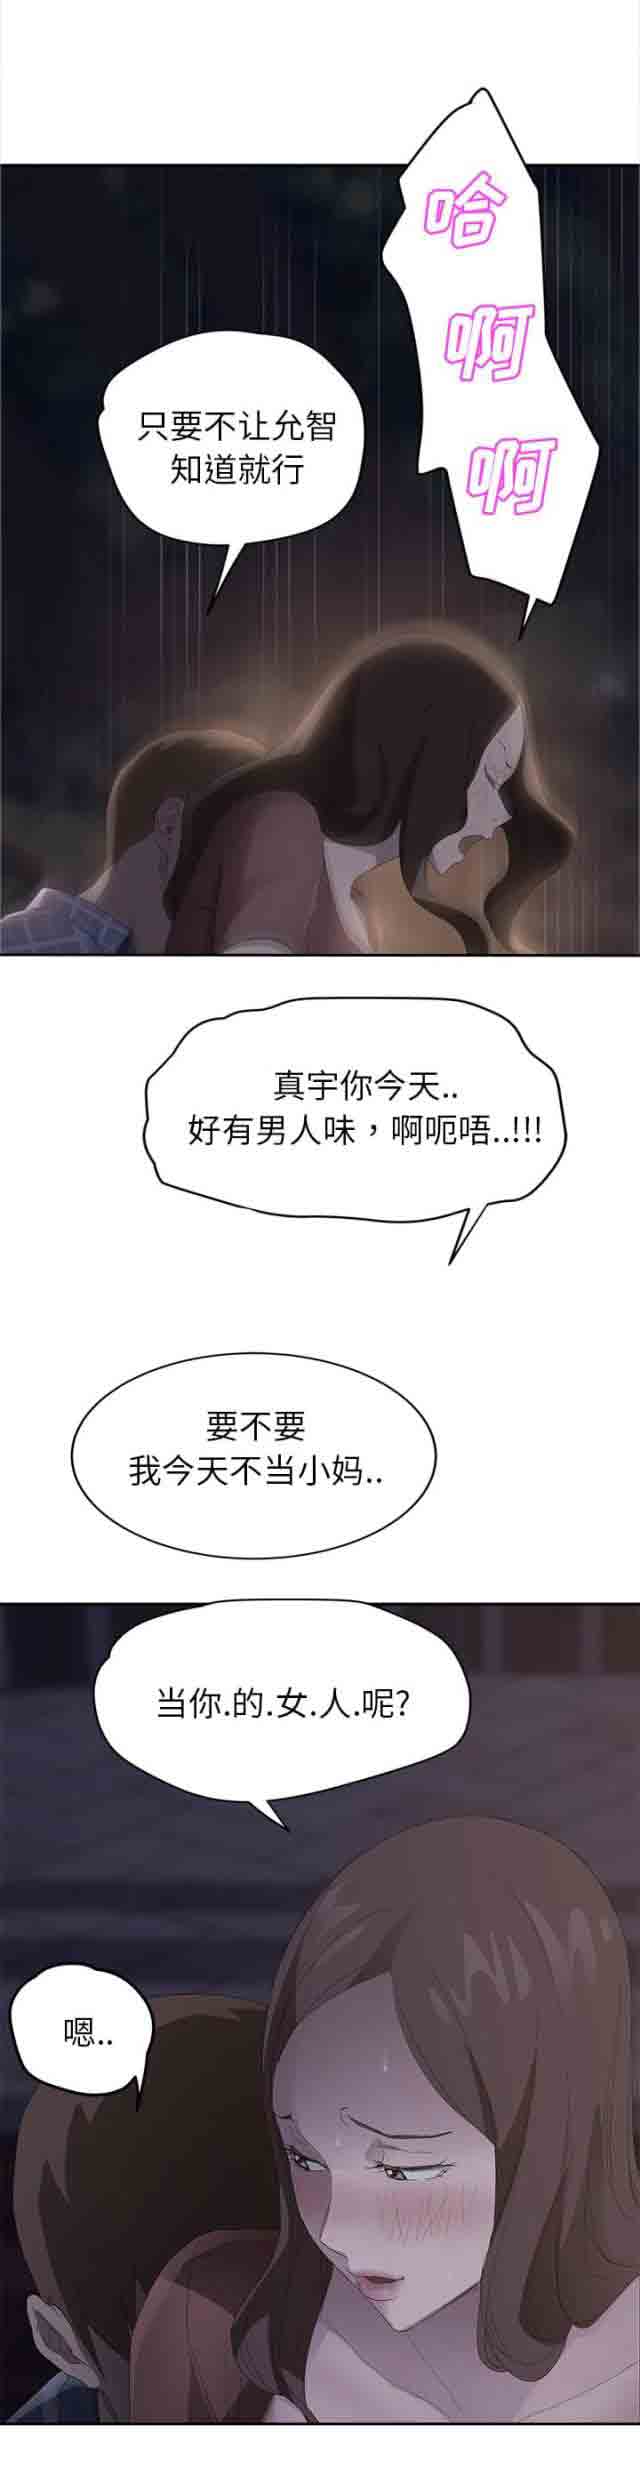 哈
啊
啊
只要不让允智
知道就行
真宇你今天..
好有男人味，啊呃唔..!!!
要不要
我今天不当小妈..
当你.的.女.人.呢?
嗯..